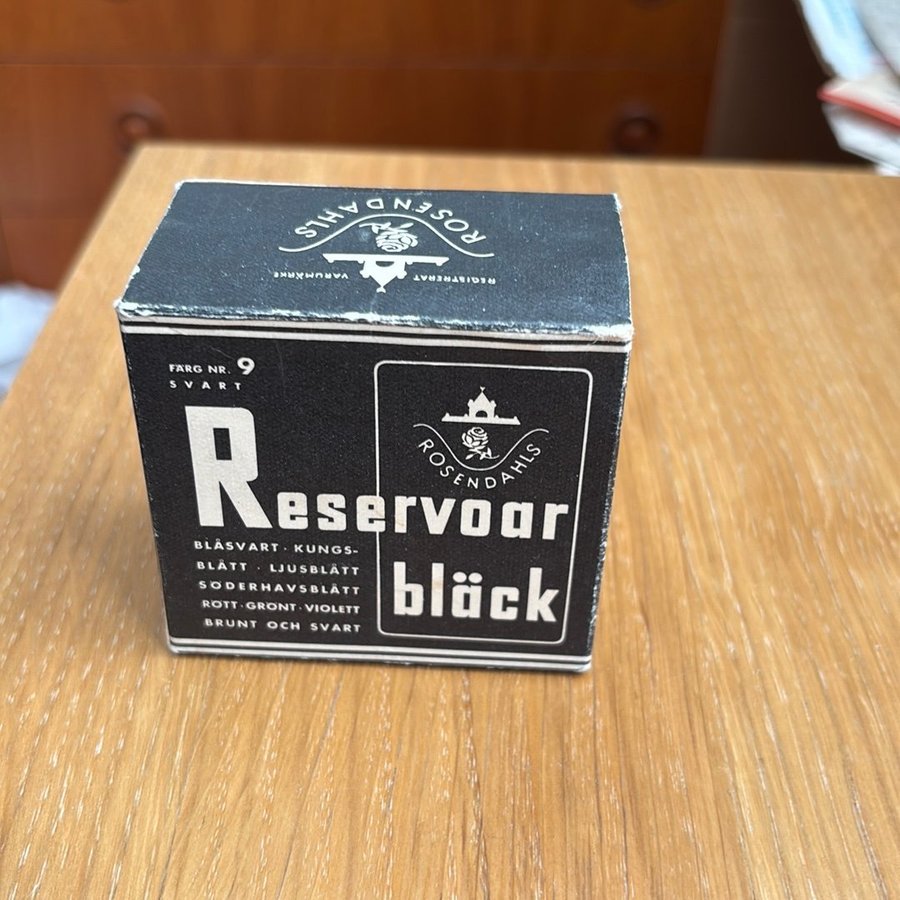 ROSENDAHLS
REGISTRERAT VARUMÄRKE
FÄRG NR. 9
SVART
ROSENDAHLS
Reservoar
bläck
BLÅSVART · KUNGS-
BLÅTT · LJUSBLÅTT
SÖDERHAVSBLÅTT
RÖTT · GRÖNT · VIOLETT
BRUNT OCH SVART